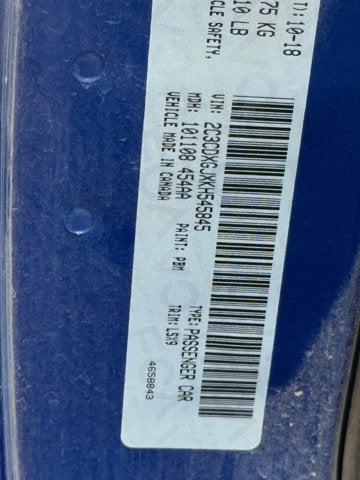 T): 10-18
75 KG
10 LB
CLE SAFETY,
VIN: 2C3CDXGJXKH545845
TYPE: PASSENGER CAR
MDH: 101108 454AA
PAINT: PBM
TRIM: LSX9
VEHICLE MADE IN CANADA
4658843